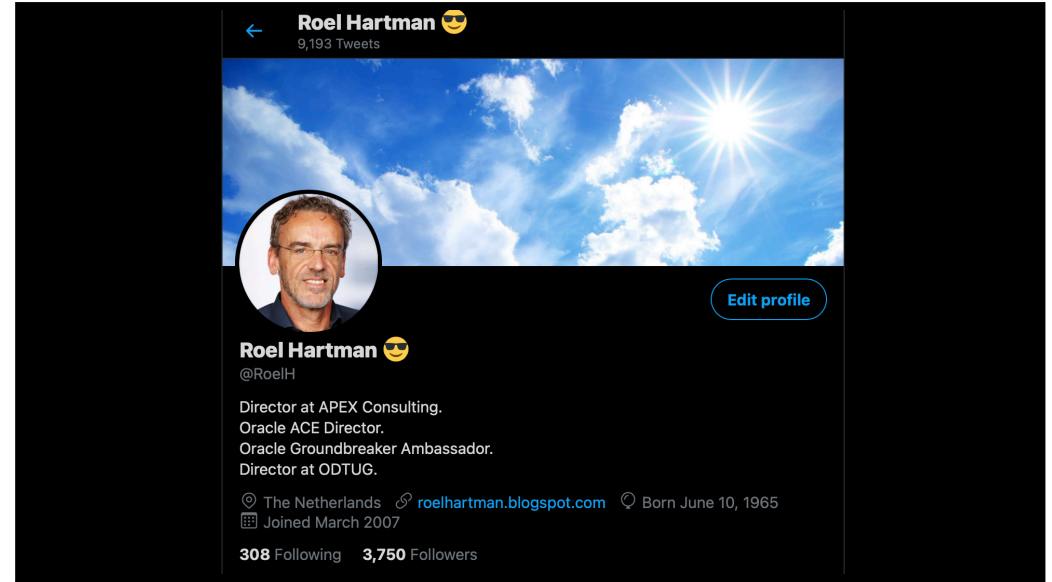 Roel Hartman 😎
9,193 Tweets
Edit profile
Roel Hartman 😎
@RoelH
Director at APEX Consulting.
Oracle ACE Director.
Oracle Groundbreaker Ambassador.
Director at ODTUG.
The Netherlands roelhartman.blogspot.com Born June 10, 1965
Joined March 2007
308 Following 3,750 Followers